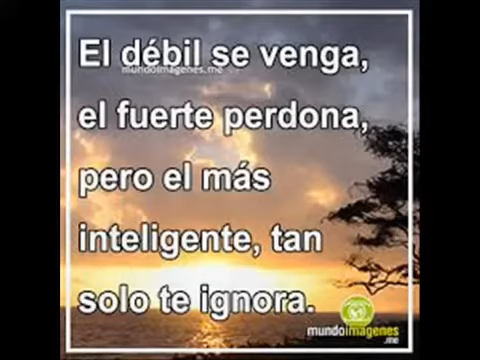 El débil se venga,
mundoimagenes.me
el fuerte perdona,
pero el más
inteligente, tan
solo te ignora.
mundoimagenes
.me